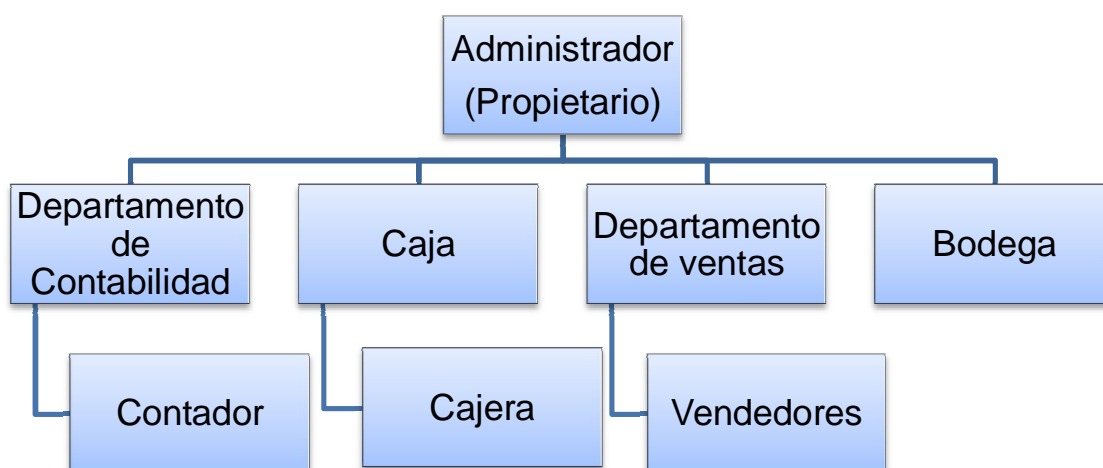 Administrador
(Propietario)
Departamento
de
Contabilidad
Caja
Departamento
de ventas
Bodega
Contador
Cajera
Vendedores